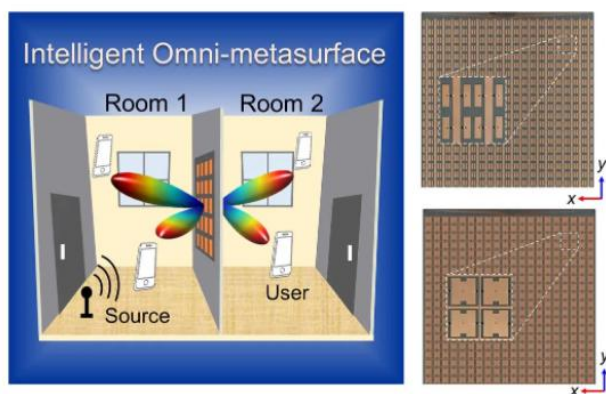 Intelligent Omni-metasurface
Room 1
Room 2
Source
User
y
x
y
x